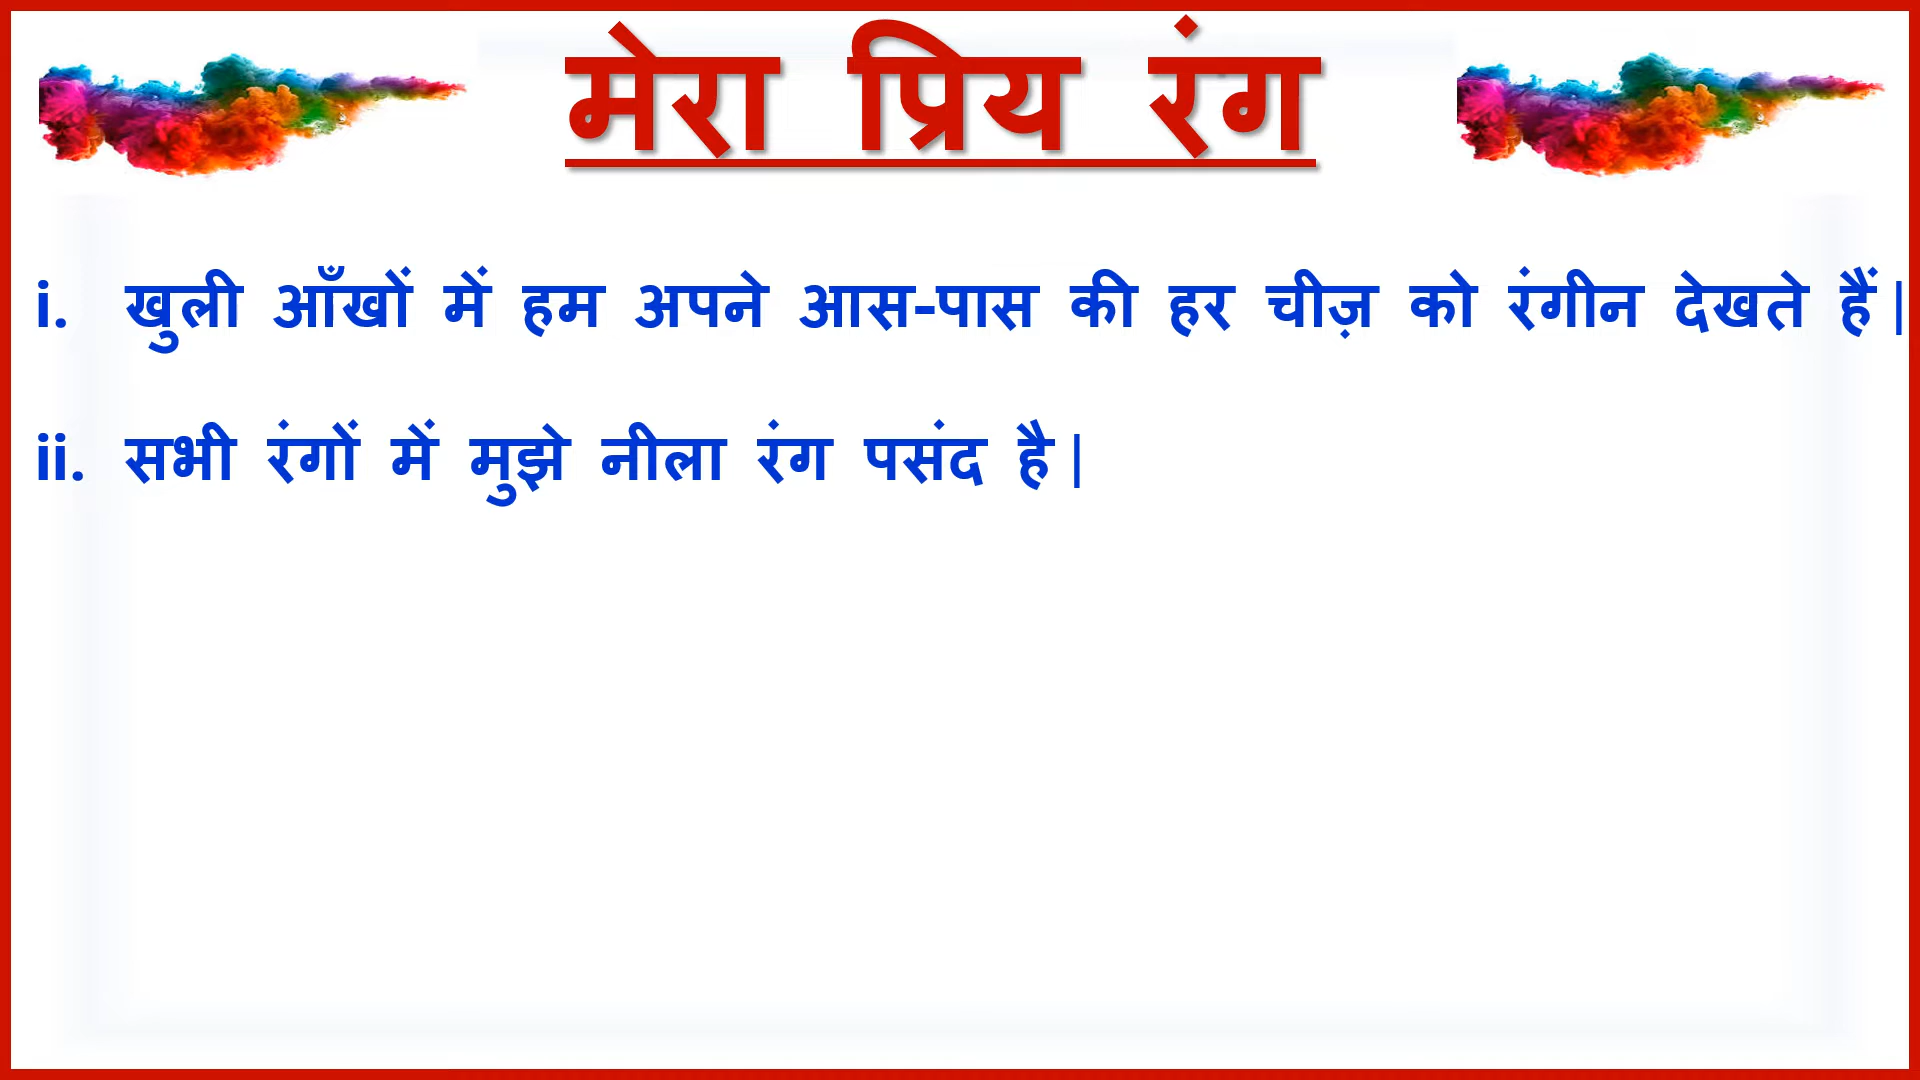 मेरा प्रिय रंग
i. खुली आँखों में हम अपने आस-पास की हर चीज़ को रंगीन देखते हैं|
ii. सभी रंगों में मुझे नीला रंग पसंद है|